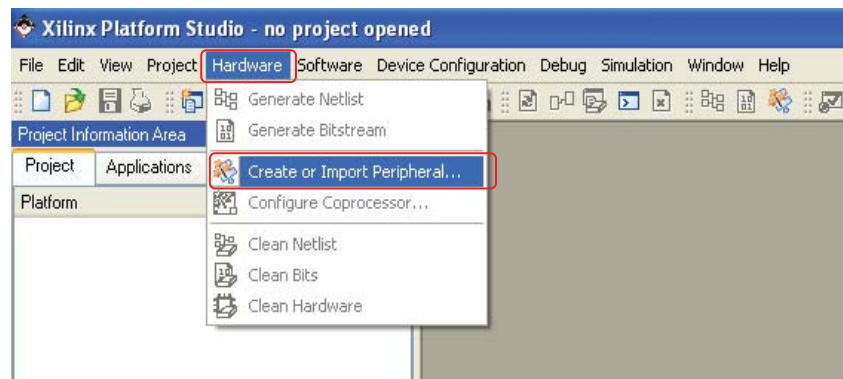 Xilinx Platform Studio - no project opened
File Edit View Project Hardware Software Device Configuration Debug Simulation Window Help
Project Information Area
Project Applications
Platform
Generate Netlist
Generate Bitstream
Create or Import Peripheral...
Configure Coprocessor...
Clean Netlist
Clean Bits
Clean Hardware